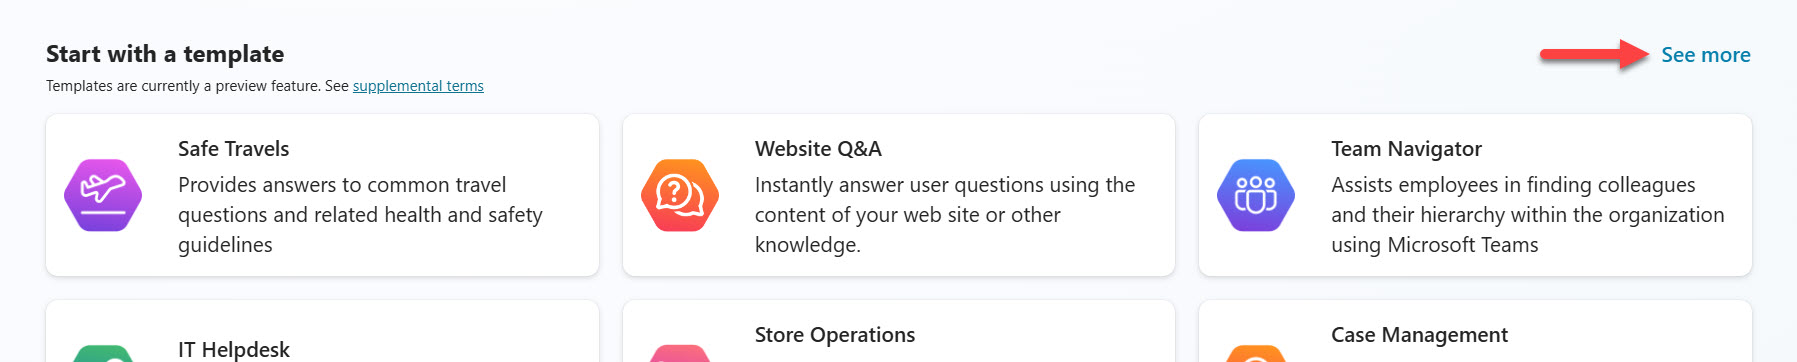 Start with a template
See more
Templates are currently a preview feature. See supplemental terms
Safe Travels
Provides answers to common travel
questions and related health and safety
guidelines
Website Q&A
Instantly answer user questions using the
content of your web site or other
knowledge.
Team Navigator
Assists employees in finding colleagues
and their hierarchy within the organization
using Microsoft Teams
IT Helpdesk
Store Operations
Case Management